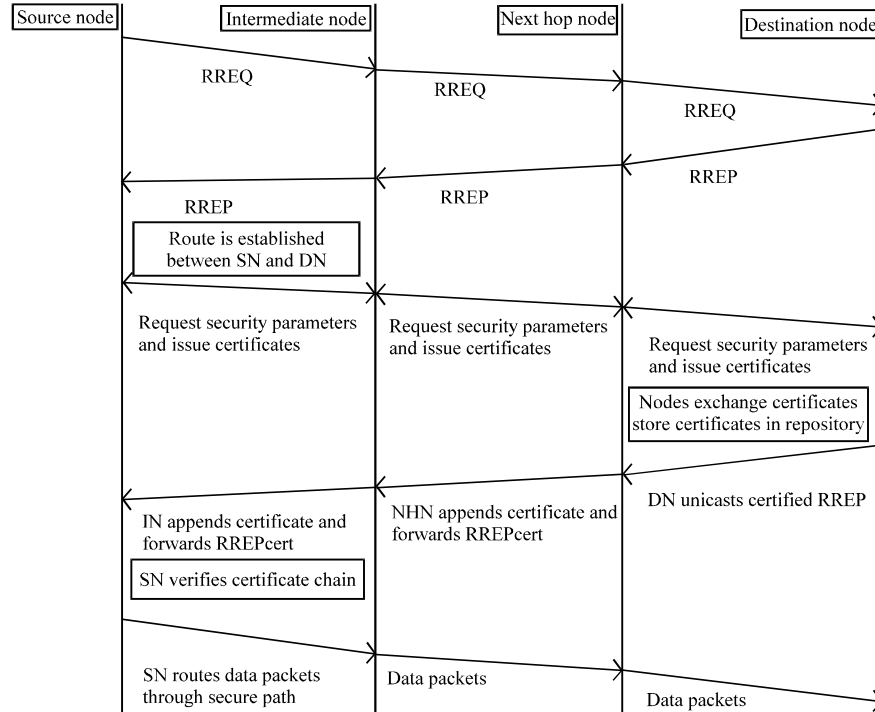 Source node
Intermediate node
Next hop node
Destination node
RREQ
RREQ
RREQ
RREP
RREP
RREP
Route is established
between SN and DN
Request security parameters
and issue certificates
Request security parameters
and issue certificates
Request security parameters
and issue certificates
Nodes exchange certificates
store certificates in repository
DN unicasts certified RREP
NHN appends certificate and
forwards RREPcert
IN appends certificate and
forwards RREPcert
SN verifies certificate chain
SN routes data packets
through secure path
Data packets
Data packets